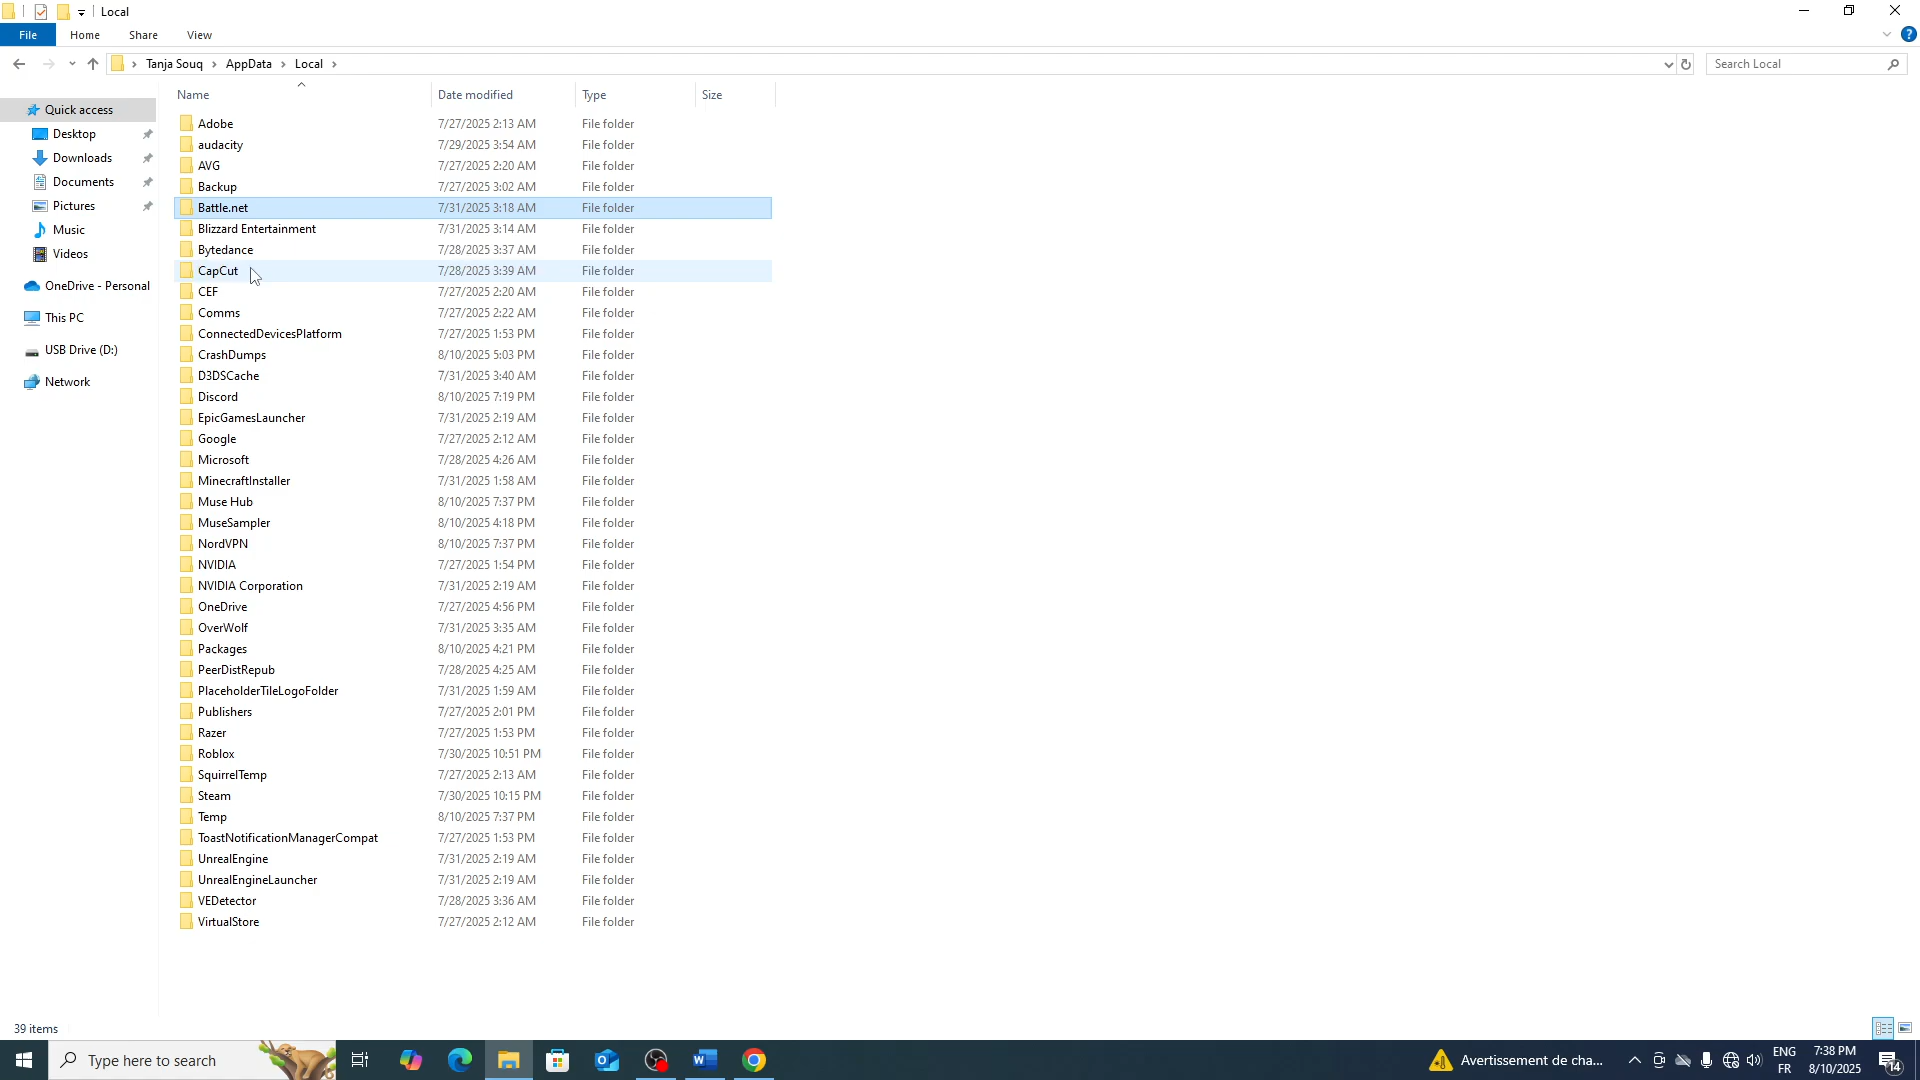 Local
File
Home
Share
View
Tanja Souq
AppData
Local
Search Local
Name
Date modified
Type
Size
Quick access
Desktop
Downloads
Documents
Pictures
Music
Videos
OneDrive - Personal
This PC
USB Drive (D:)
Network
Adobe 7/27/2025 2:13 AM File folder
audacity 7/29/2025 3:54 AM File folder
AVG 7/27/2025 2:20 AM File folder
Backup 7/27/2025 3:02 AM File folder
Battle.net 7/31/2025 3:18 AM File folder
Blizzard Entertainment 7/31/2025 3:14 AM File folder
Bytedance 7/28/2025 3:37 AM File folder
CapCut 7/28/2025 3:39 AM File folder
CEF 7/27/2025 2:20 AM File folder
Comms 7/27/2025 2:22 AM File folder
ConnectedDevicesPlatform 7/27/2025 1:53 PM File folder
CrashDumps 8/10/2025 5:03 PM File folder
D3DSCache 7/31/2025 3:40 AM File folder
Discord 8/10/2025 7:19 PM File folder
EpicGamesLauncher 7/31/2025 2:19 AM File folder
Google 7/27/2025 2:12 AM File folder
Microsoft 7/28/2025 4:26 AM File folder
MinecraftInstaller 7/31/2025 1:58 AM File folder
Muse Hub 8/10/2025 7:37 PM File folder
MuseSampler 8/10/2025 4:18 PM File folder
NordVPN 8/10/2025 7:37 PM File folder
NVIDIA 7/27/2025 1:54 PM File folder
NVIDIA Corporation 7/31/2025 2:19 AM File folder
OneDrive 7/27/2025 4:56 PM File folder
OverWolf 7/31/2025 3:35 AM File folder
Packages 8/10/2025 4:21 PM File folder
PeerDistRepub 7/28/2025 4:25 AM File folder
PlaceholderTileLogoFolder 7/31/2025 1:59 AM File folder
Publishers 7/27/2025 2:01 PM File folder
Razer 7/27/2025 1:53 PM File folder
Roblox 7/30/2025 10:51 PM File folder
SquirrelTemp 7/27/2025 2:13 AM File folder
Steam 7/30/2025 10:15 PM File folder
Temp 8/10/2025 7:37 PM File folder
ToastNotificationManagerCompat 7/27/2025 1:53 PM File folder
UnrealEngine 7/31/2025 2:19 AM File folder
UnrealEngineLauncher 7/31/2025 2:19 AM File folder
VEDetector 7/28/2025 3:36 AM File folder
VirtualStore 7/27/2025 2:12 AM File folder
39 items
Type here to search
Avertissement de cha...
ENG
FR
7:38 PM
8/10/2025
14